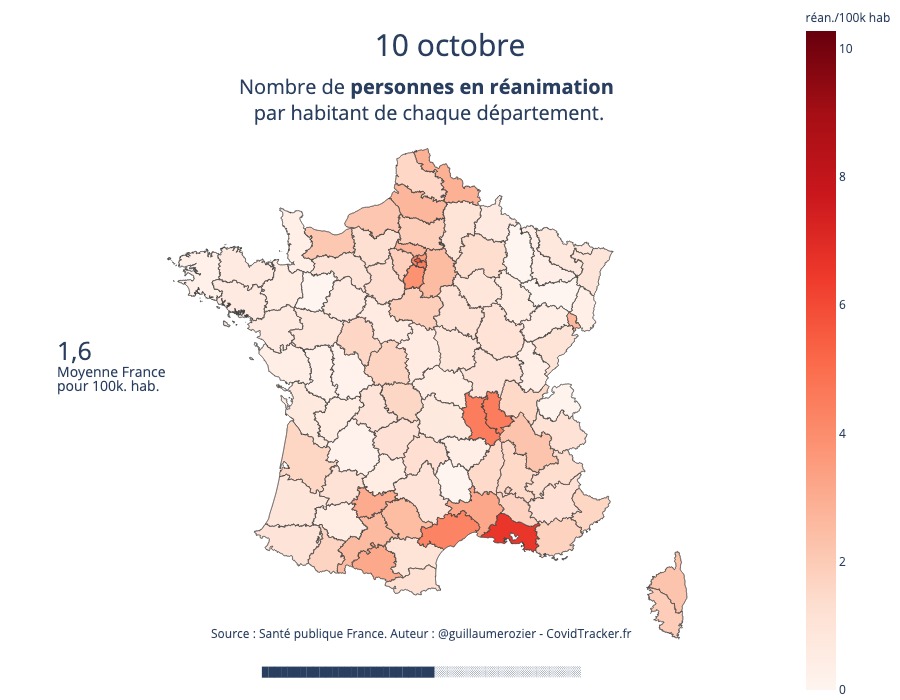 réan./100k hab
10 octobre
Nombre de personnes en réanimation
par habitant de chaque département.
10
8
6
4
2
0
1,6
Moyenne France
pour 100k. hab.
Source : Santé publique France. Auteur : @guillaumerozier - CovidTracker.fr